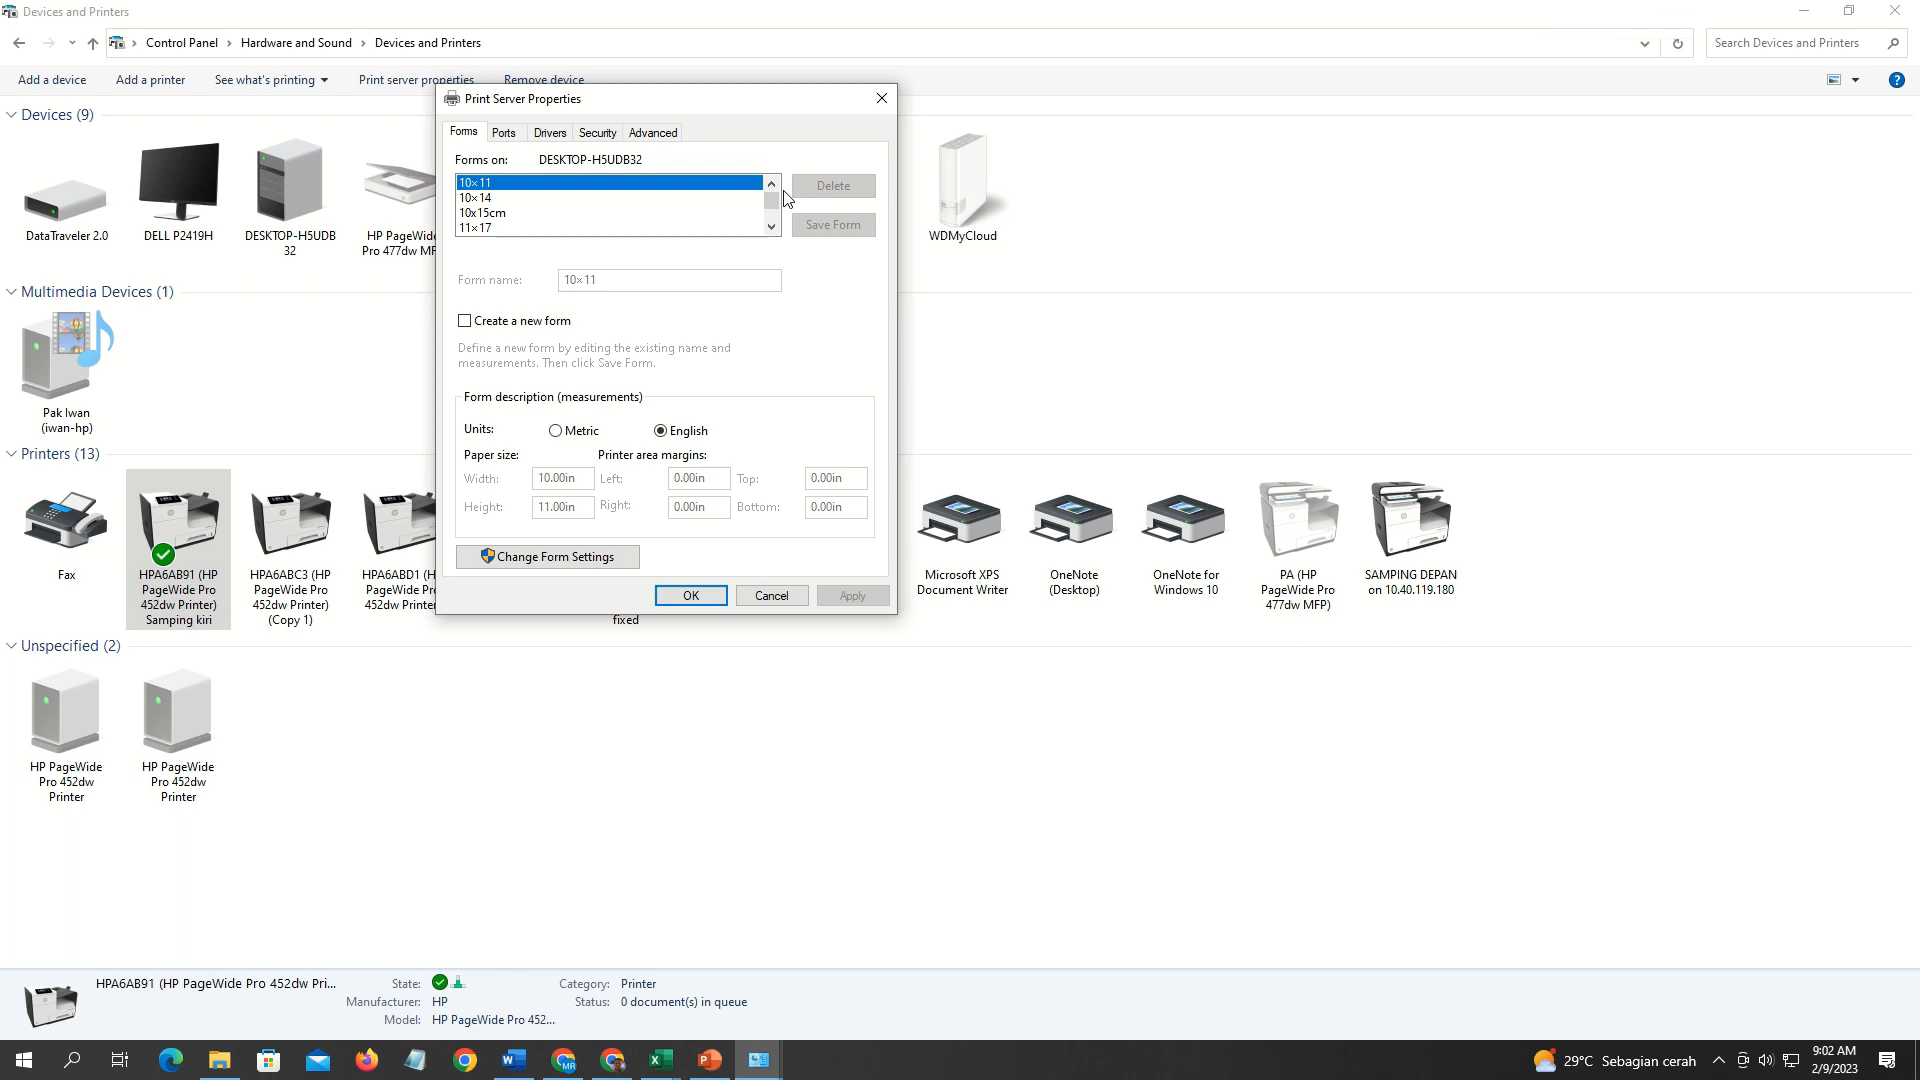 Devices and Printers
Control Panel > Hardware and Sound > Devices and Printers
Search Devices and Printers
Add a device
Add a printer
See what's printing
Print server properties
Remove device
Devices (9)
DataTraveler 2.0
DELL P2419H
DESKTOP-H5UDB
32
HP PageWide
Pro 477dw MF
WDMyCloud
Multimedia Devices (1)
Pak Iwan
(iwan-hp)
Printers (13)
Fax
HPA6AB91 (HP
PageWide Pro
452dw Printer)
Samping kiri
HPA6ABC3 (HP
PageWide Pro
452dw Printer)
(Copy 1)
HPA6ABD1 (H
PageWide Pro
452dw Printer
fixed
Microsoft XPS
Document Writer
OneNote
(Desktop)
OneNote for
Windows 10
PA (HP
PageWide Pro
477dw MFP)
SAMPING DEPAN
on 10.40.119.180
Unspecified (2)
HP PageWide
Pro 452dw
Printer
HP PageWide
Pro 452dw
Printer
Print Server Properties
Forms
Ports
Drivers
Security
Advanced
Forms on: DESKTOP-H5UDB32
10×11
10×14
10x15cm
11×17
Delete
Save Form
Form name: 10×11
Create a new form
Define a new form by editing the existing name and
measurements. Then click Save Form.
Form description (measurements)
Units: Metric English
Paper size: Printer area margins:
Width: 10.00in Left: 0.00in Top: 0.00in
Height: 11.00in Right: 0.00in Bottom: 0.00in
Change Form Settings
OK
Cancel
Apply
HPA6AB91 (HP PageWide Pro 452dw Pri...
State:
Manufacturer: HP
Model: HP PageWide Pro 452...
Category: Printer
Status: 0 document(s) in queue
MR
29°C Sebagian cerah
9:02 AM
2/9/2023